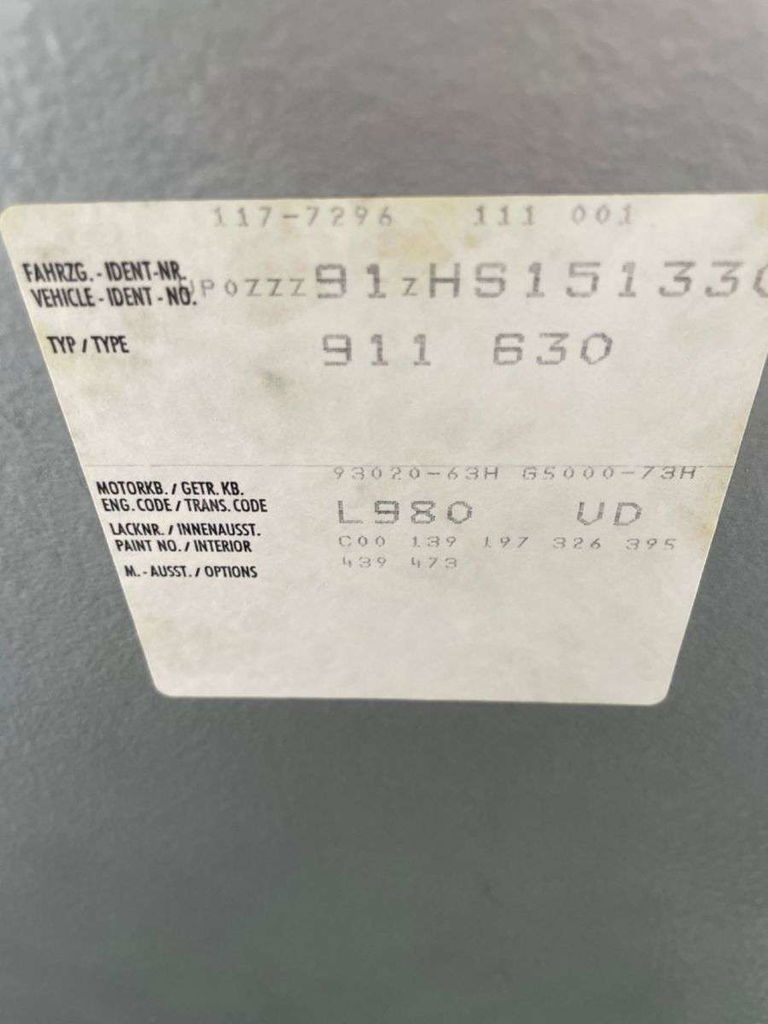 117-7296 111 001
FAHRZG.-IDENT-NR.
VEHICLE-IDENT-NO. WP0ZZZ91ZHS151330
TYP/TYPE 911 630
93020-63H G5000-73H
MOTORKB./GETR.KB.
ENG.CODE/TRANS.CODE L980 UD
LACKNR./INNENAUSST.
PAINT NO./INTERIOR C00 139 197 326 395
M.-AUSST./OPTIONS 439 473